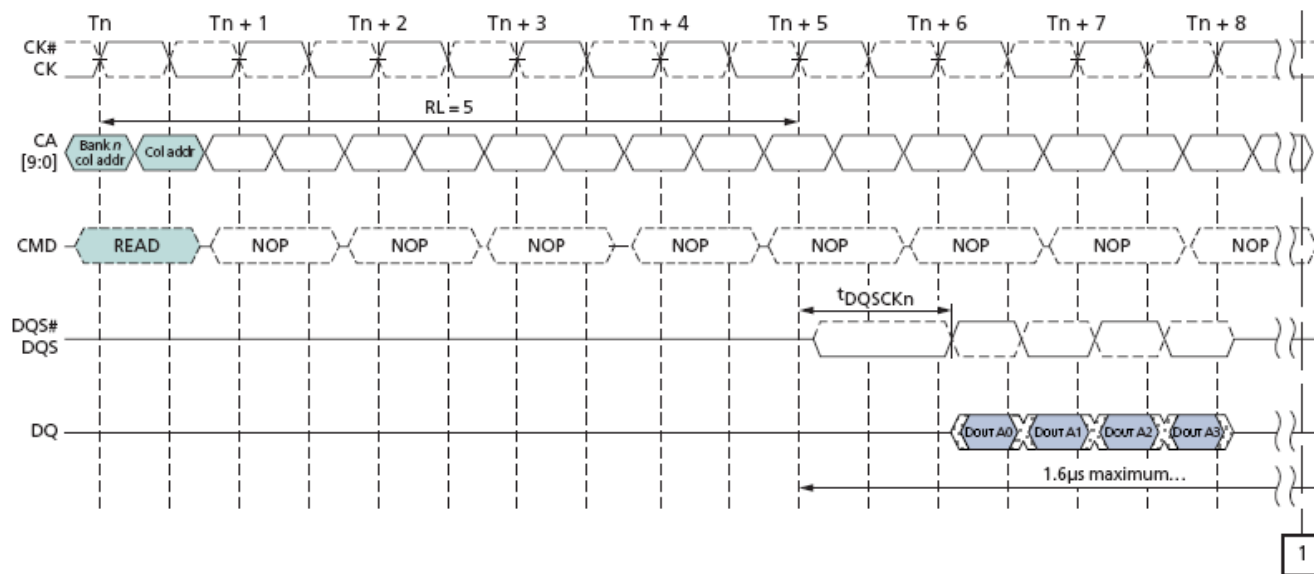 Tn Tn + 1 Tn + 2 Tn + 3 Tn + 4 Tn + 5 Tn + 6 Tn + 7 Tn + 8
CK#
CK
RL = 5
CA
[9:0]
Bank n
col addr
Col addr
CMD READ NOP NOP NOP NOP NOP NOP NOP NOP
tDQSCKn
DQS#
DQS
DQ DOUT A0 DOUT A1 DOUT A2 DOUT A3
1.6μs maximum…
1